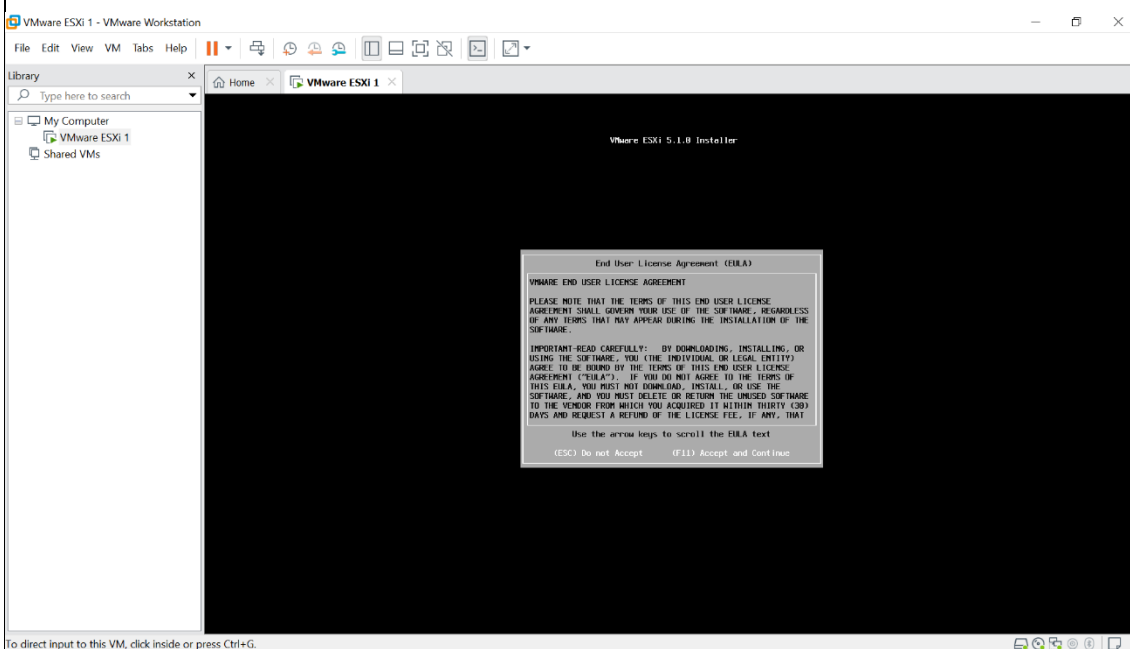 VMware ESXi 1 - VMware Workstation
File Edit View VM Tabs Help
Library
Home
VMware ESXi 1
Type here to search
My Computer
VMware ESXi 1
Shared VMs
VMware ESXi 5.1.0 Installer
End User License Agreement (EULA)
VMWARE END USER LICENSE AGREEMENT
PLEASE NOTE THAT THE TERMS OF THIS END USER LICENSE
AGREEMENT SHALL GOVERN YOUR USE OF THE SOFTWARE, REGARDLESS
OF ANY TERMS THAT MAY APPEAR DURING THE INSTALLATION OF THE
SOFTWARE.
IMPORTANT-READ CAREFULLY: BY DOWNLOADING, INSTALLING, OR
USING THE SOFTWARE, YOU (THE INDIVIDUAL OR LEGAL ENTITY)
AGREE TO BE BOUND BY THE TERMS OF THIS END USER LICENSE
AGREEMENT ("EULA"). IF YOU DO NOT AGREE TO THE TERMS OF
THIS EULA, YOU MUST NOT DOWNLOAD, INSTALL, OR USE THE
SOFTWARE, AND YOU MUST DELETE OR RETURN THE UNUSED SOFTWARE
TO THE VENDOR FROM WHICH YOU ACQUIRED IT WITHIN THIRTY (30)
DAYS AND REQUEST A REFUND OF THE LICENSE FEE, IF ANY, THAT
Use the arrow keys to scroll the EULA text
(ESC) Do not Accept (F11) Accept and Continue
To direct input to this VM, click inside or press Ctrl+G.